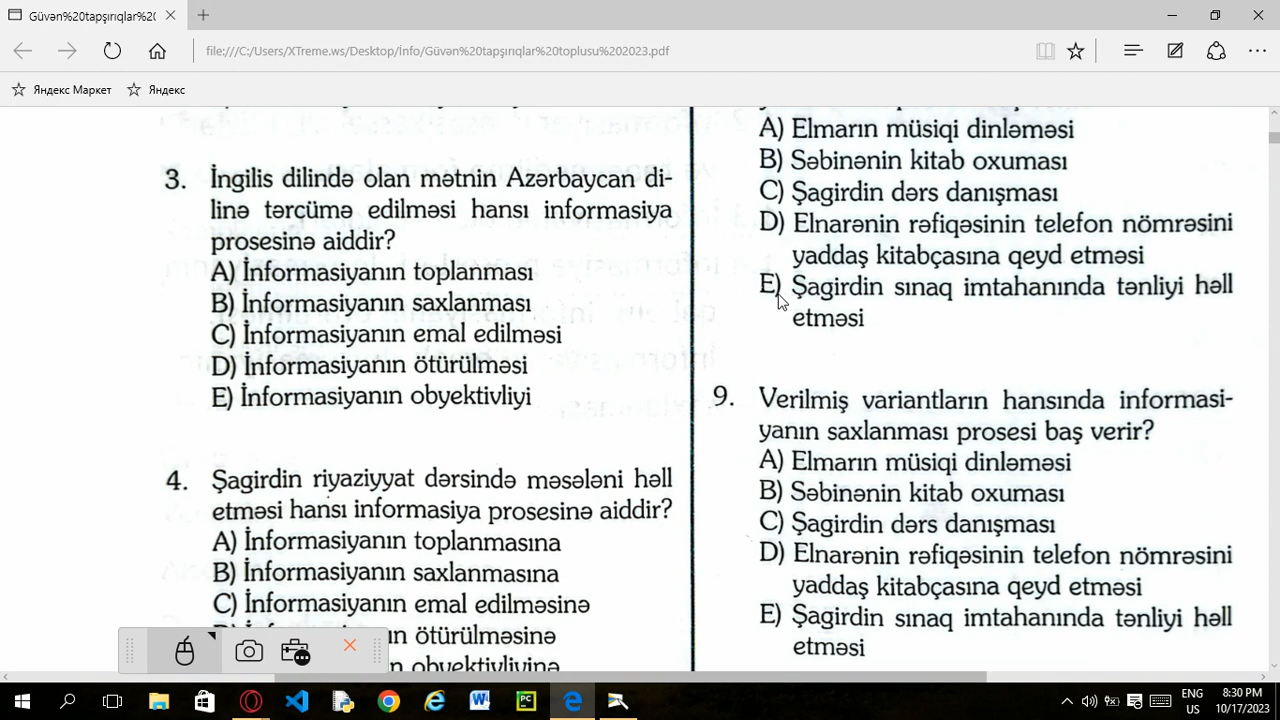 Güvən%20tapşırıqlar%20
file:///C:/Users/XTreme.ws/Desktop/İnfo/Güvən%20tapşırıqlar%20toplusu%202023.pdf
Яндекс Маркет
Яндекс
3. İngilis dilində olan mətnin Azərbaycan di-
linə tərcümə edilməsi hansı informasiya
prosesinə aiddir?
A) İnformasiyanın toplanması
B) İnformasiyanın saxlanması
C) İnformasiyanın emal edilməsi
D) İnformasiyanın ötürülməsi
E) İnformasiyanın obyektivliyi
4. Şagirdin riyaziyyat dərsində məsələni həll
etməsi hansı informasiya prosesinə aiddir?
A) İnformasiyanın toplanmasına
B) İnformasiyanın saxlanmasına
C) İnformasiyanın emal edilməsinə
ın ötürülməsinə
n obyektivliyinə
A) Elmarın müsiqi dinləməsi
B) Səbinənin kitab oxuması
C) Şagirdin dərs danışması
D) Elnarənin rəfiqəsinin telefon nömrəsini
yaddaş kitabçasına qeyd etməsi
E) Şagirdin sınaq imtahanında tənliyi həll
etməsi
9. Verilmiş variantların hansında informasi-
yanın saxlanması prosesi baş verir?
A) Elmarın müsiqi dinləməsi
B) Səbinənin kitab oxuması
C) Şagirdin dərs danışması
D) Elnarənin rəfiqəsinin telefon nömrəsini
yaddaş kitabçasına qeyd etməsi
E) Şagirdin sınaq imtahanında tənliyi həll
etməsi
ENG
US
8:30 PM
10/17/2023